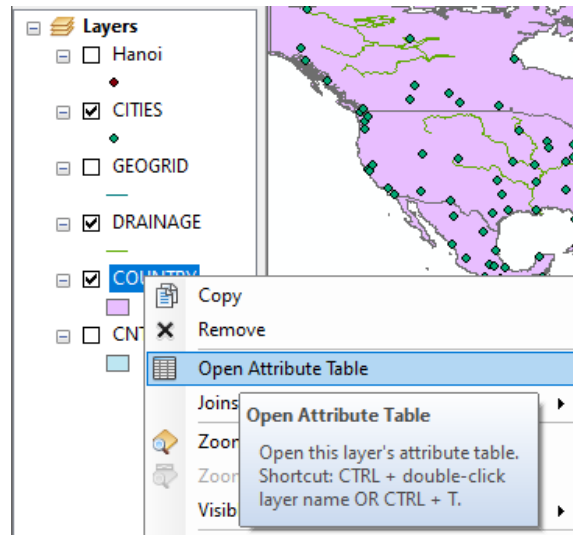 Layers
Hanoi
CITIES
GEOGRID
DRAINAGE
COUNTRY
Copy
Remove
Open Attribute Table
Joins
Open Attribute Table
Open this layer's attribute table.
Shortcut: CTRL + double-click
layer name OR CTRL + T.